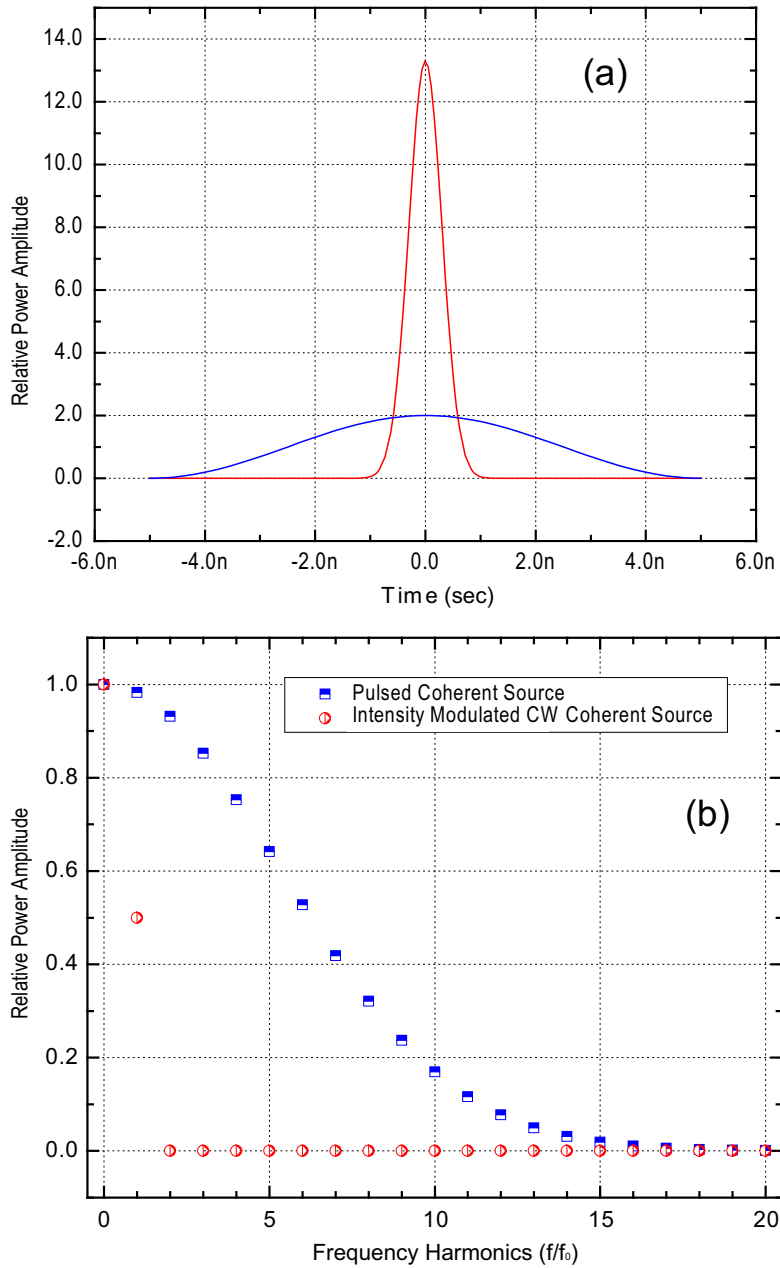 14.0
12.0
10.0
8.0
6.0
4.0
2.0
0.0
-2.0
Relative Power Amplitude
(a)
-6.0n -4.0n -2.0n 0.0 2.0n 4.0n 6.0n
Time (sec)
1.0
0.8
0.6
0.4
0.2
0.0
Relative Power Amplitude
Pulsed Coherent Source
Intensity Modulated CW Coherent Source
(b)
0 5 10 15 20
Frequency Harmonics (f/f₀)